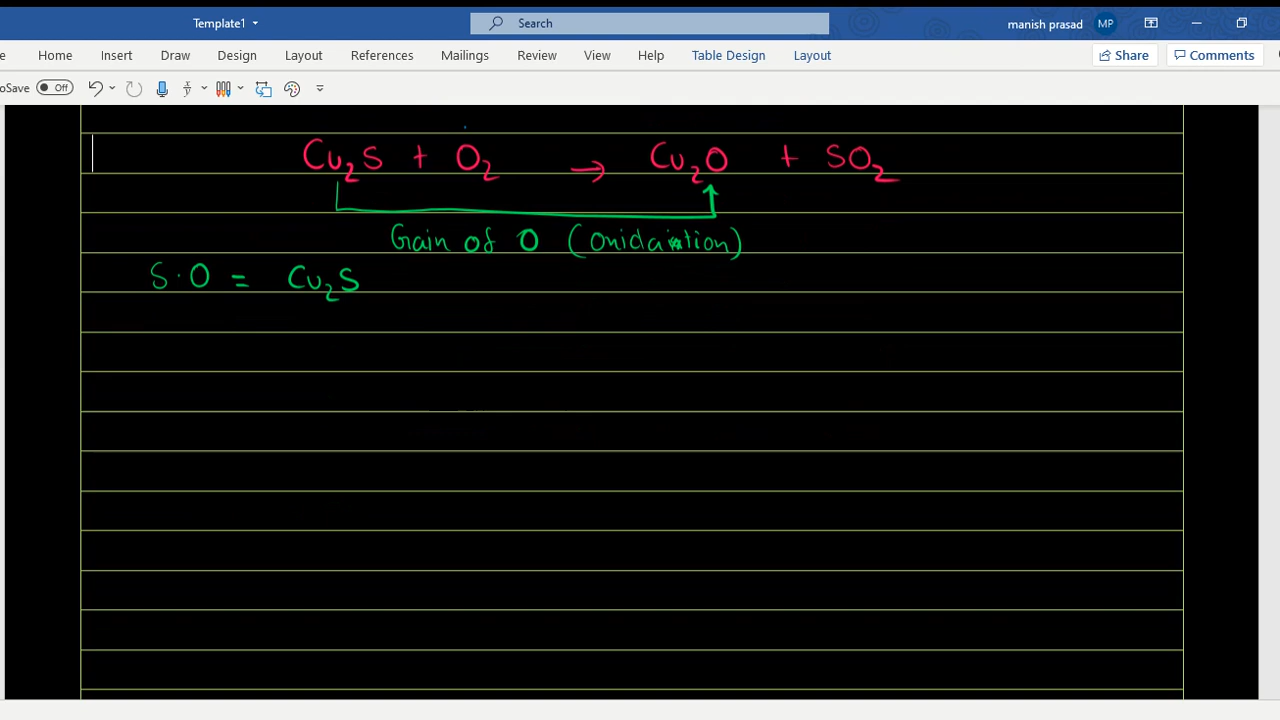 Template1
Search
manish prasad MP
Home Insert Draw Design Layout References Mailings Review View Help Table Design Layout Share Comments
oSave Off
Cu₂S + O₂ → Cu₂O + SO₂
Gain of O (Oxidaition)
S.O = Cu₂S